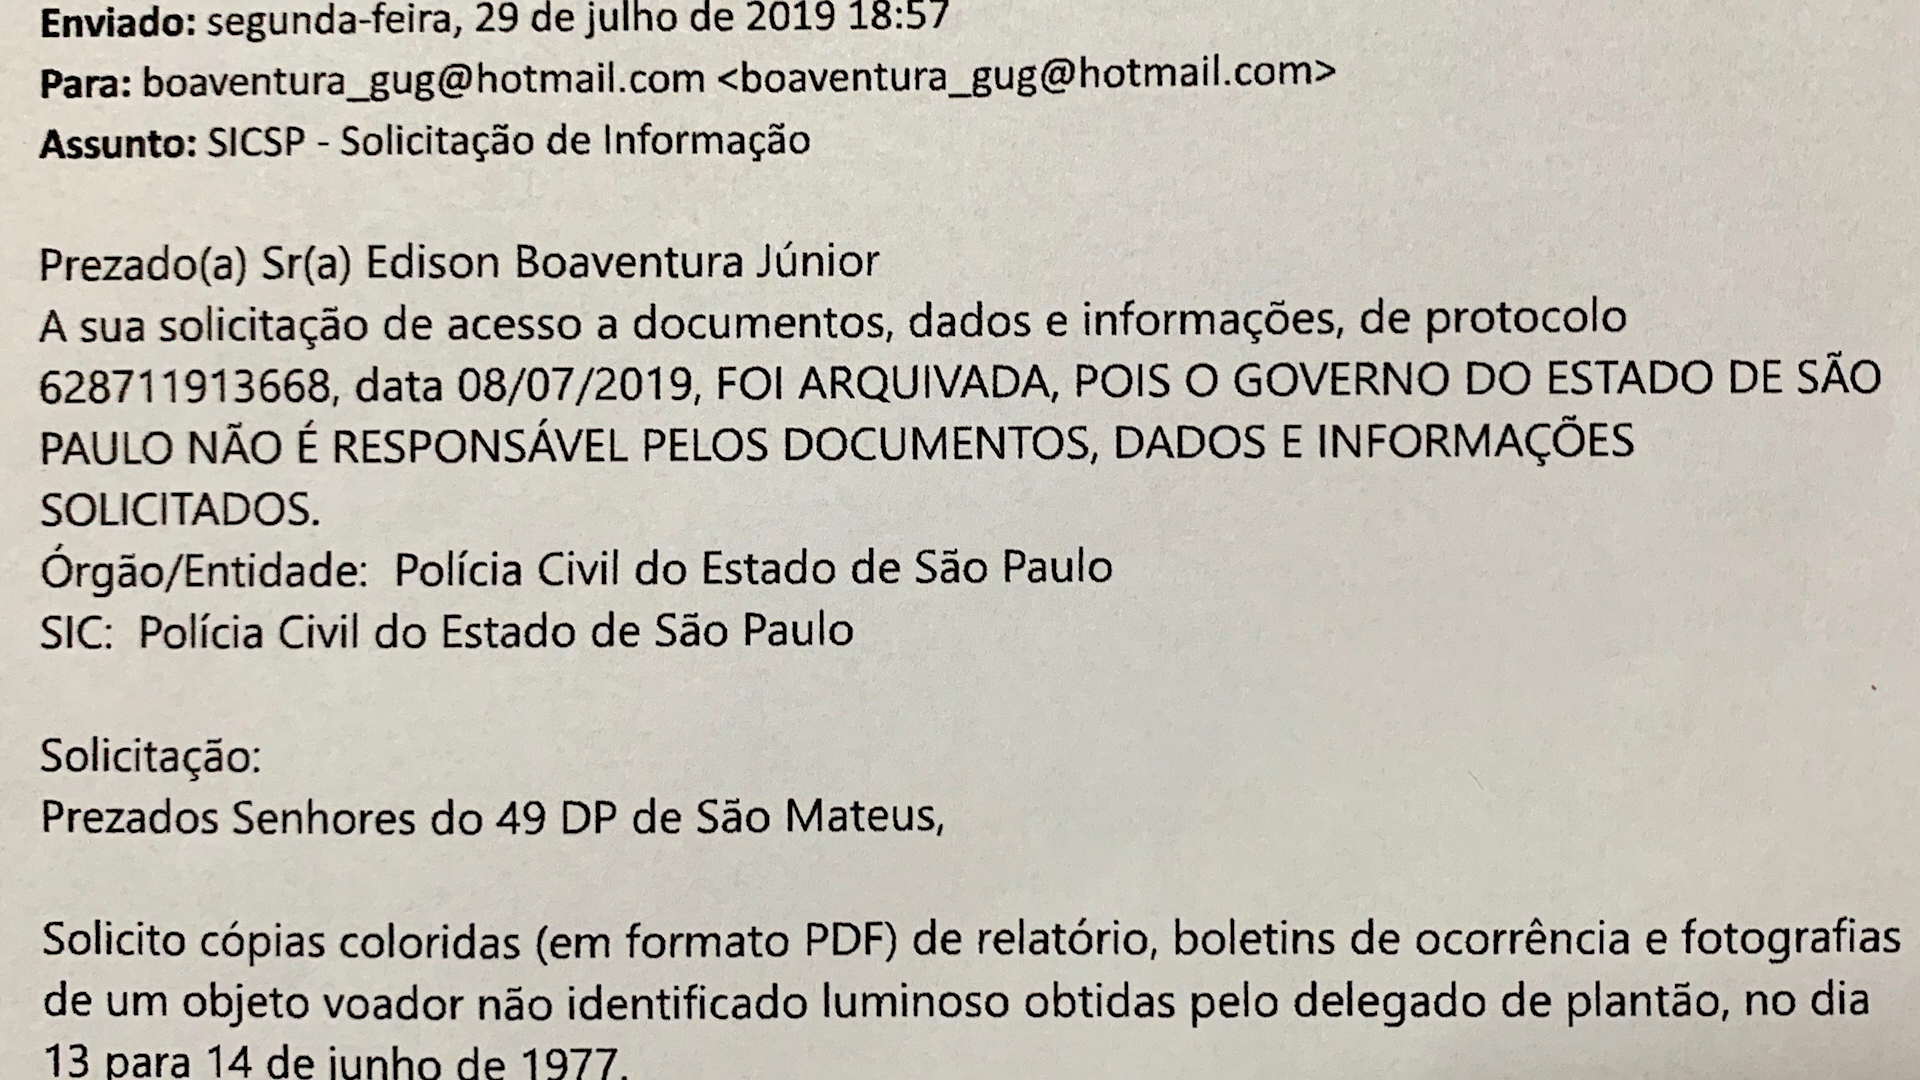 Enviado: segunda-feira, 29 de julho de 2019 18:57
Para: boaventura_gug@hotmail.com <boaventura_gug@hotmail.com>
Assunto: SICSP - Solicitação de Informação
Prezado(a) Sr(a) Edison Boaventura Júnior
A sua solicitação de acesso a documentos, dados e informações, de protocolo
628711913668, data 08/07/2019, FOI ARQUIVADA, POIS O GOVERNO DO ESTADO DE SÃO
PAULO NÃO É RESPONSÁVEL PELOS DOCUMENTOS, DADOS E INFORMAÇÕES
SOLICITADOS.
Órgão/Entidade: Polícia Civil do Estado de São Paulo
SIC: Polícia Civil do Estado de São Paulo
Solicitação:
Prezados Senhores do 49 DP de São Mateus,
Solicito cópias coloridas (em formato PDF) de relatório, boletins de ocorrência e fotografias
de um objeto voador não identificado luminoso obtidas pelo delegado de plantão, no dia
13 para 14 de junho de 1977.